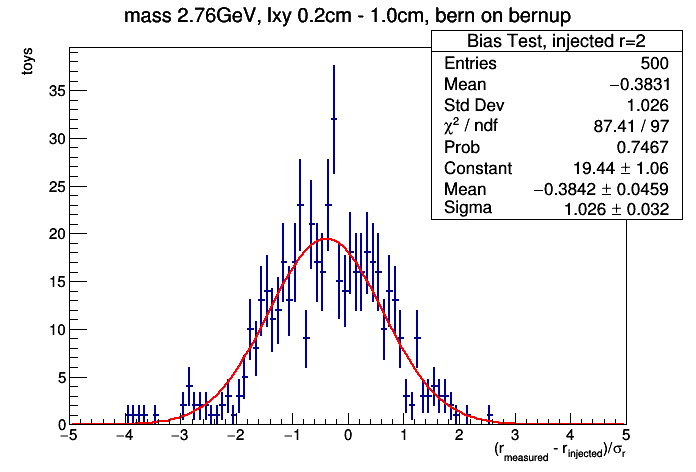 mass 2.76GeV, lxy 0.2cm - 1.0cm, bern on bernup
Bias Test, injected r=2
Entries 500
Mean −0.3831
Std Dev 1.026
χ² / ndf 87.41 / 97
Prob 0.7467
Constant 19.44 ± 1.06
Mean −0.3842 ± 0.0459
Sigma 1.026 ± 0.032
toys
35
30
25
20
15
10
5
0
−5 −4 −3 −2 −1 0 1 2 3 4 5
(r_measured - r_injected)/σ_r